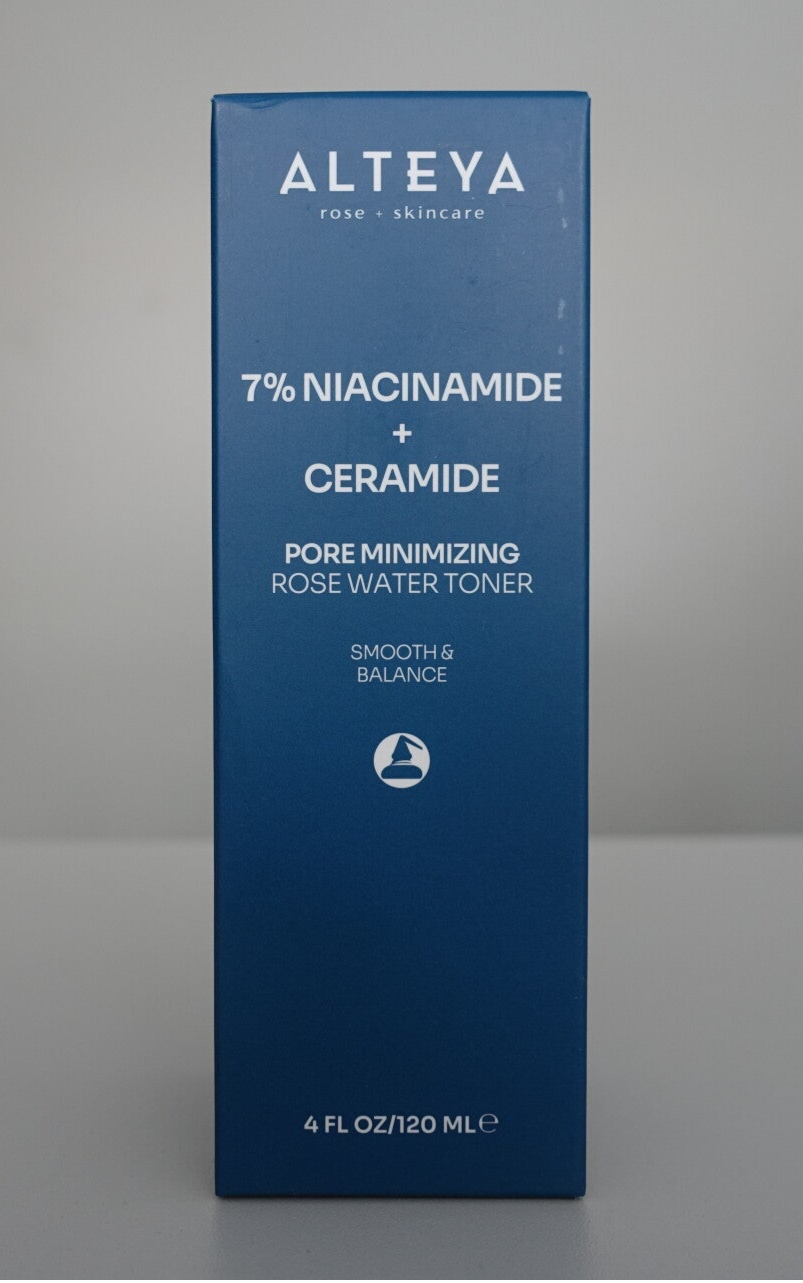 ALTEYA
rose + skincare
7% NIACINAMIDE
+
CERAMIDE
PORE MINIMIZING
ROSE WATER TONER
SMOOTH &
BALANCE
4 FL OZ/120 ML ℮